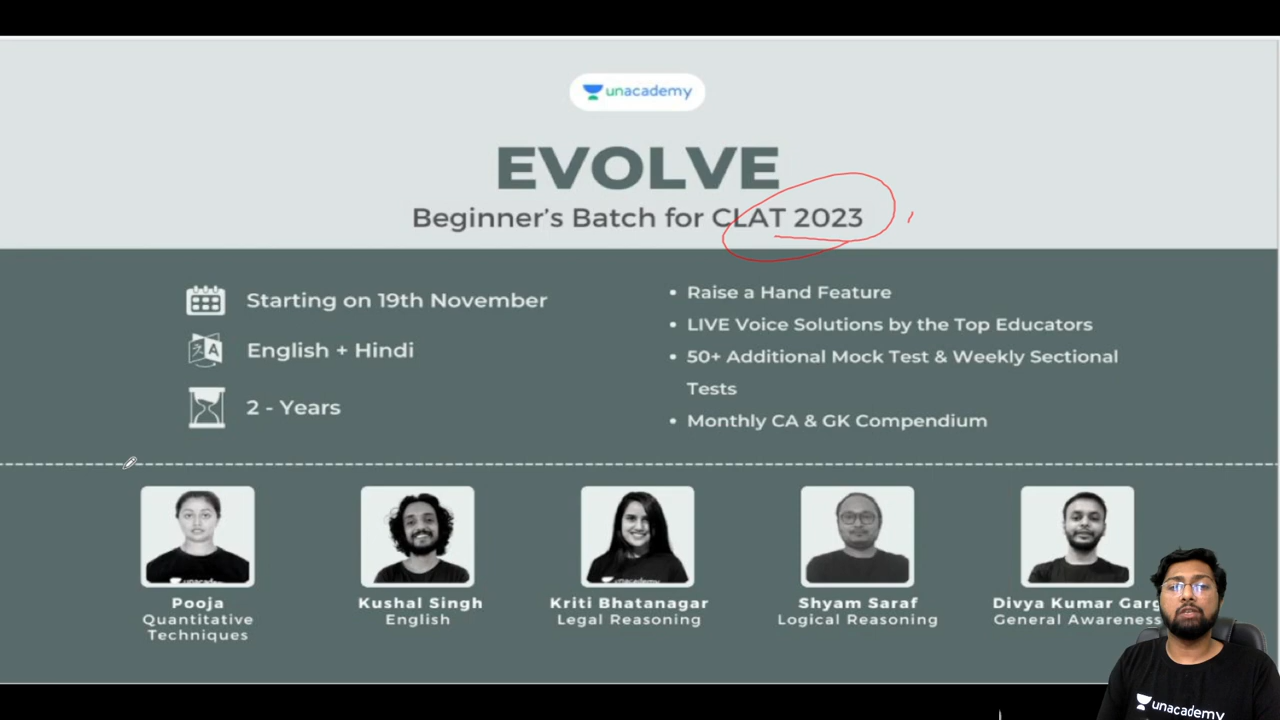 unacademy
EVOLVE
Beginner's Batch for CLAT 2023
Starting on 19th November
English + Hindi
2 - Years
• Raise a Hand Feature
• LIVE Voice Solutions by the Top Educators
• 50+ Additional Mock Test & Weekly Sectional
Tests
• Monthly CA & GK Compendium
Pooja
Quantitative
Techniques
Kushal Singh
English
Kriti Bhatanagar
Legal Reasoning
Shyam Saraf
Logical Reasoning
Divya Kumar Garg
General Awareness
unacademy